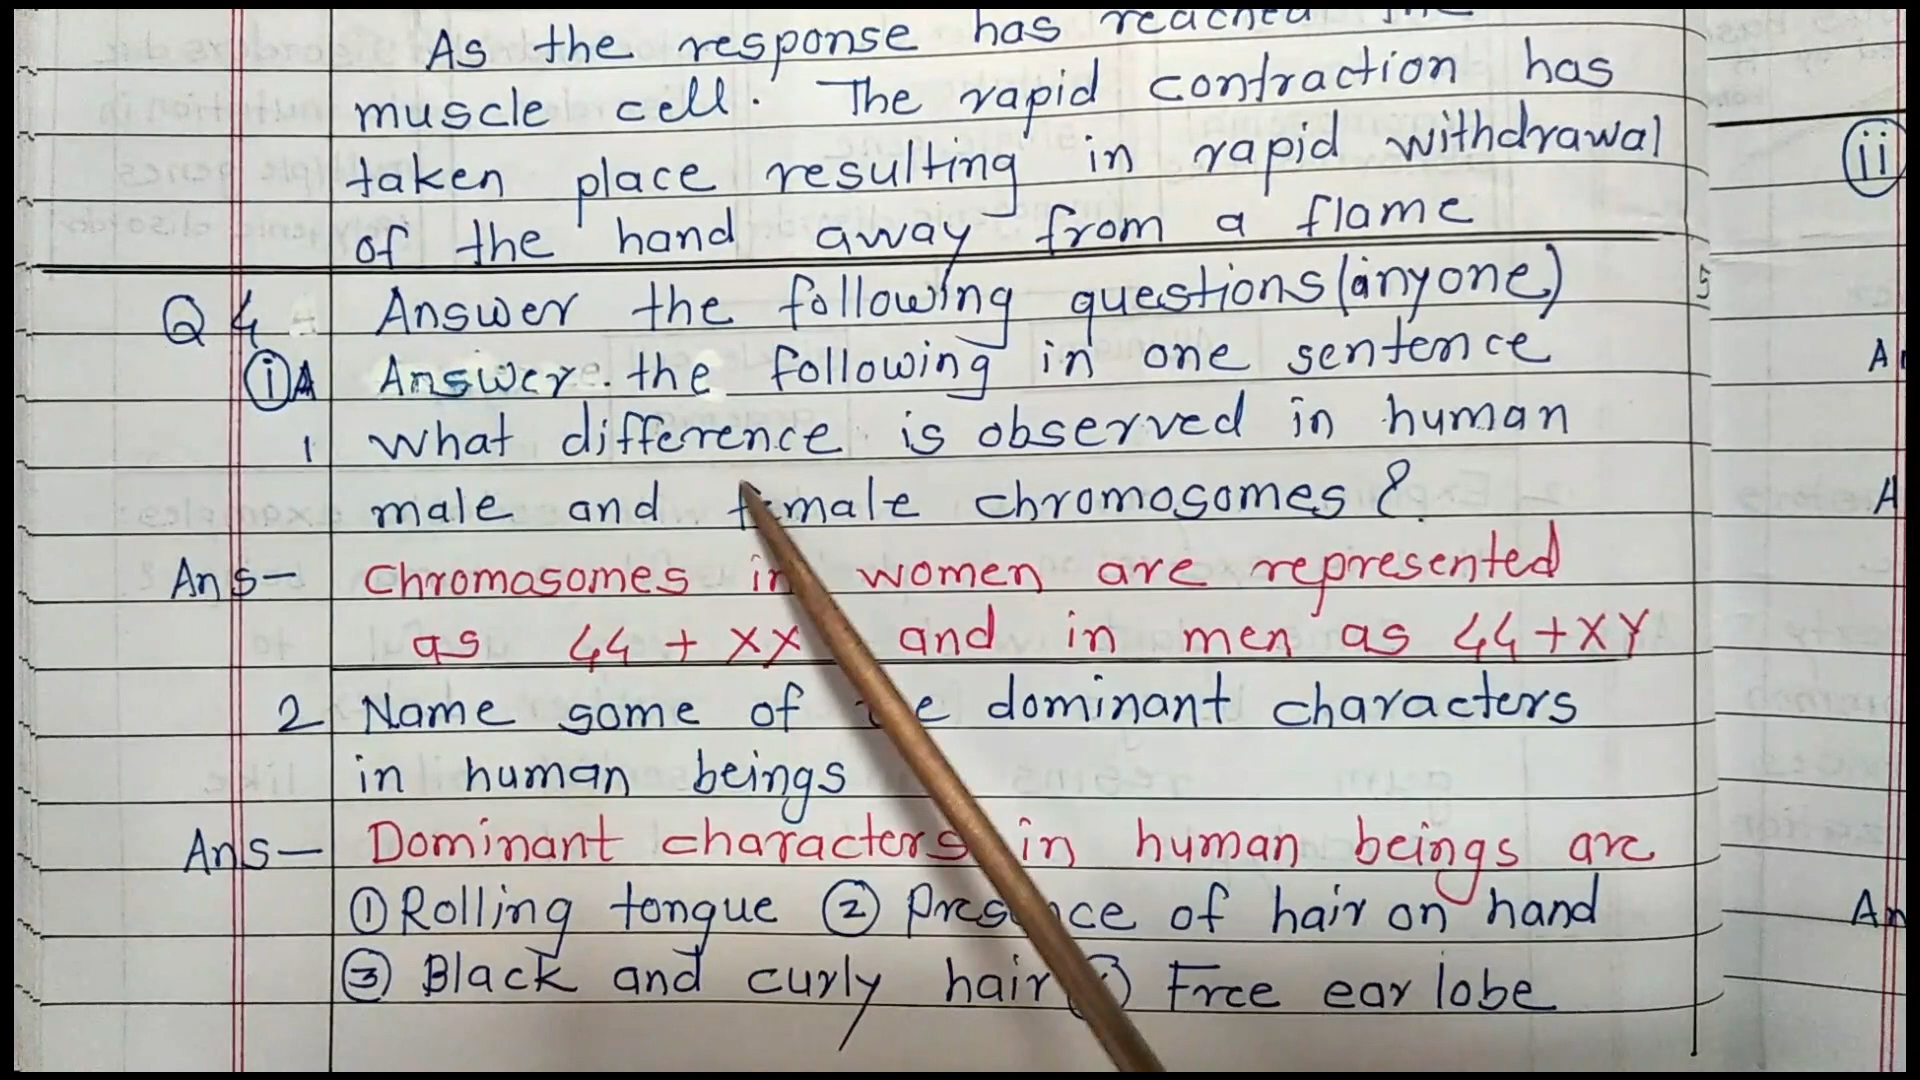 As the response has reached the
muscle cell. The rapid contraction has
taken place resulting in rapid withdrawal
of the hand away from a flame
Q 4 Answer the following questions (anyone) 5
(i) A Answer the following in one sentence
1 What difference is observed in human
male and female chromosomes?
Ans- Chromosomes in women are represented
as 44 + XX and in men as 44 + XY
2 Name some of the dominant characters
in human beings
Ans- Dominant characters in human beings are
① Rolling tongue ② Presence of hair on hand
③ Black and curly hair Free ear lobe
(ii)
A
An